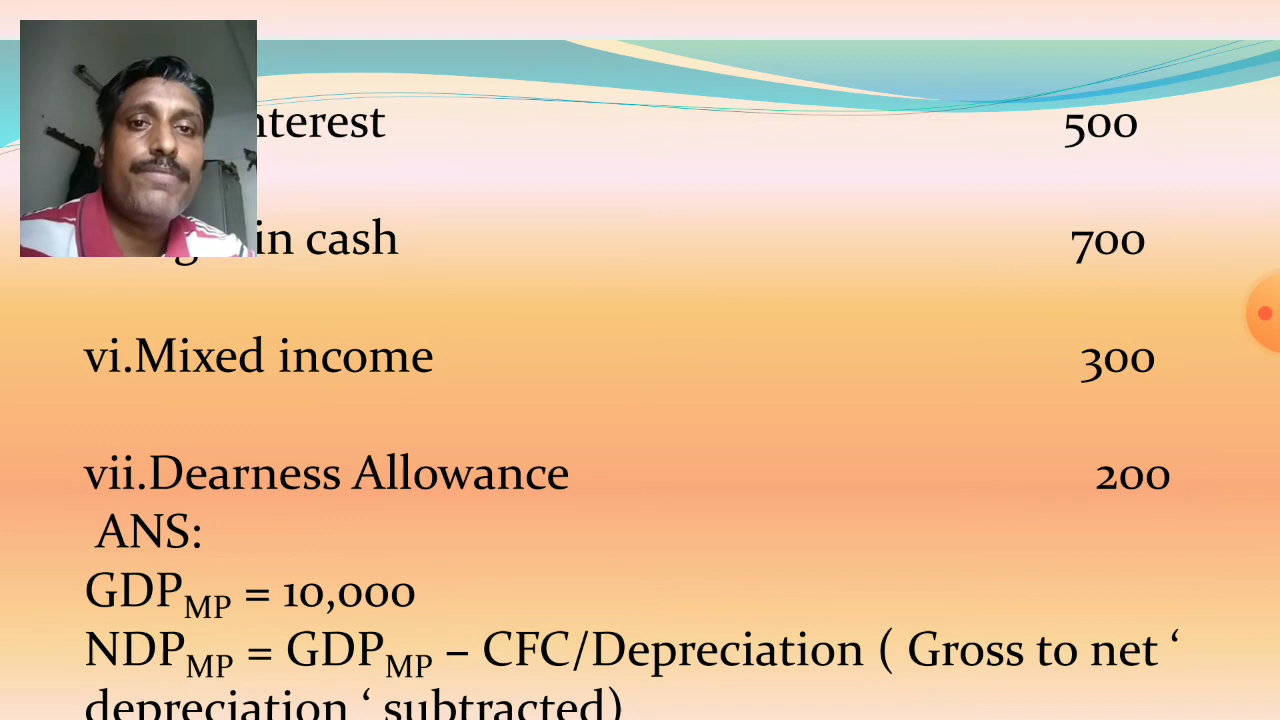 nterest 500
in cash 700
vi.Mixed income 300
vii.Dearness Allowance 200
ANS:
GDPMP = 10,000
NDPMP = GDPMP – CFC/Depreciation ( Gross to net ‘
depreciation ‘ subtracted)